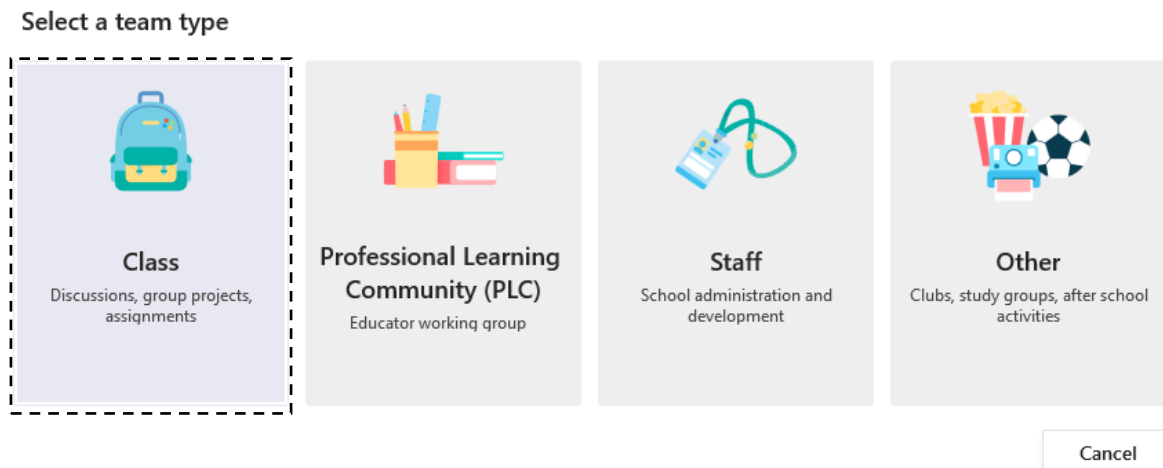 Select a team type
Class
Discussions, group projects,
assignments
Professional Learning
Community (PLC)
Educator working group
Staff
School administration and
development
Other
Clubs, study groups, after school
activities
Cancel